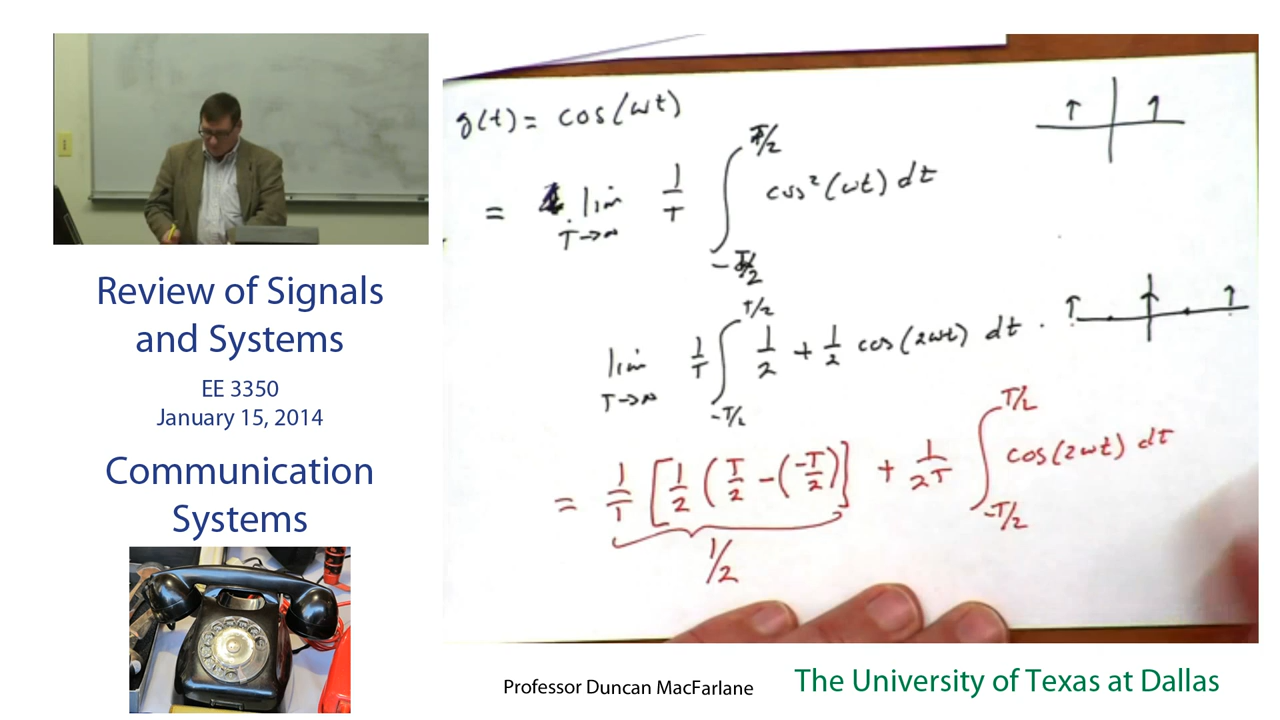 Review of Signals
and Systems
EE 3350
January 15, 2014
Communication
Systems
g(t) = cos(ωt)
= lim T→∞ 1/T ∫ -T/2 T/2 cos²(ωt) dt
lim T→∞ 1/T ∫ -T/2 T/2 1/2 + 1/2 cos(2ωt) dt .
= 1/T [1/2 (T/2 - (-T/2)] + 1/2T ∫ -T/2 T/2 cos(2ωt) dt
1/2
Professor Duncan MacFarlane
The University of Texas at Dallas